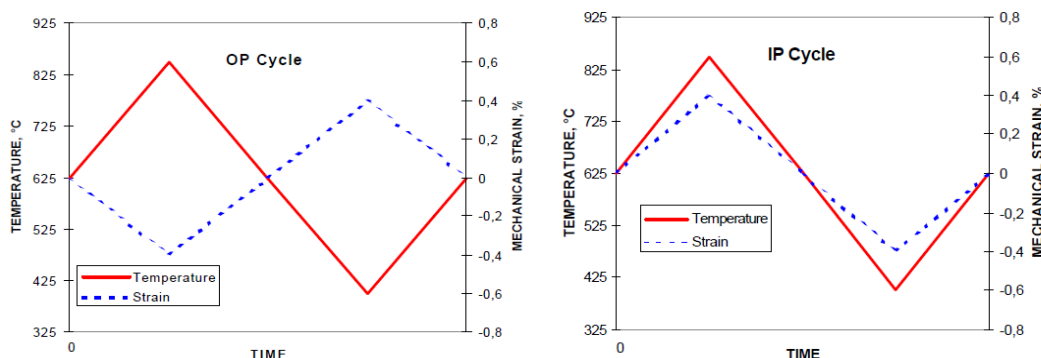 OP Cycle
TEMPERATURE, °C
925
825
725
625
525
425
325
0,8
0,6
0,4
0,2
0
-0,2
-0,4
-0,6
-0,8
MECHANICAL STRAIN, %
Temperature
Strain
0
TIME
IP Cycle
TEMPERATURE, °C
925
825
725
625
525
425
325
0,8
0,6
0,4
0,2
0
-0,2
-0,4
-0,6
-0,8
MECHANICAL STRAIN, %
Temperature
Strain
0
TIME